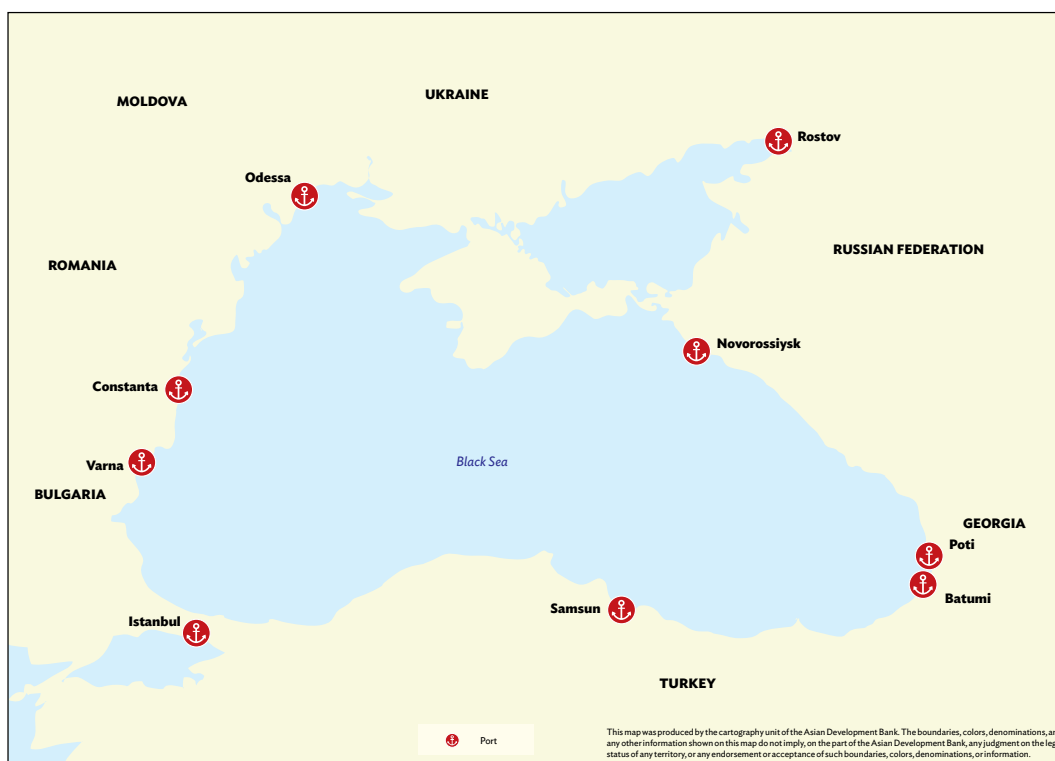 UKRAINE
MOLDOVA
Rostov
Odessa
RUSSIAN FEDERATION
ROMANIA
Novorossiysk
Constanta
Black Sea
Varna
BULGARIA
GEORGIA
Poti
Batumi
Samsun
Istanbul
TURKEY
Port
This map was produced by the cartography unit of the Asian Development Bank. The boundaries, colors, denominations,
any other information shown on this map do not imply, on the part of the Asian Development Bank, any judgment on the
status of any territory, or any endorsement or acceptance of such boundaries, colors, denominations, or information.